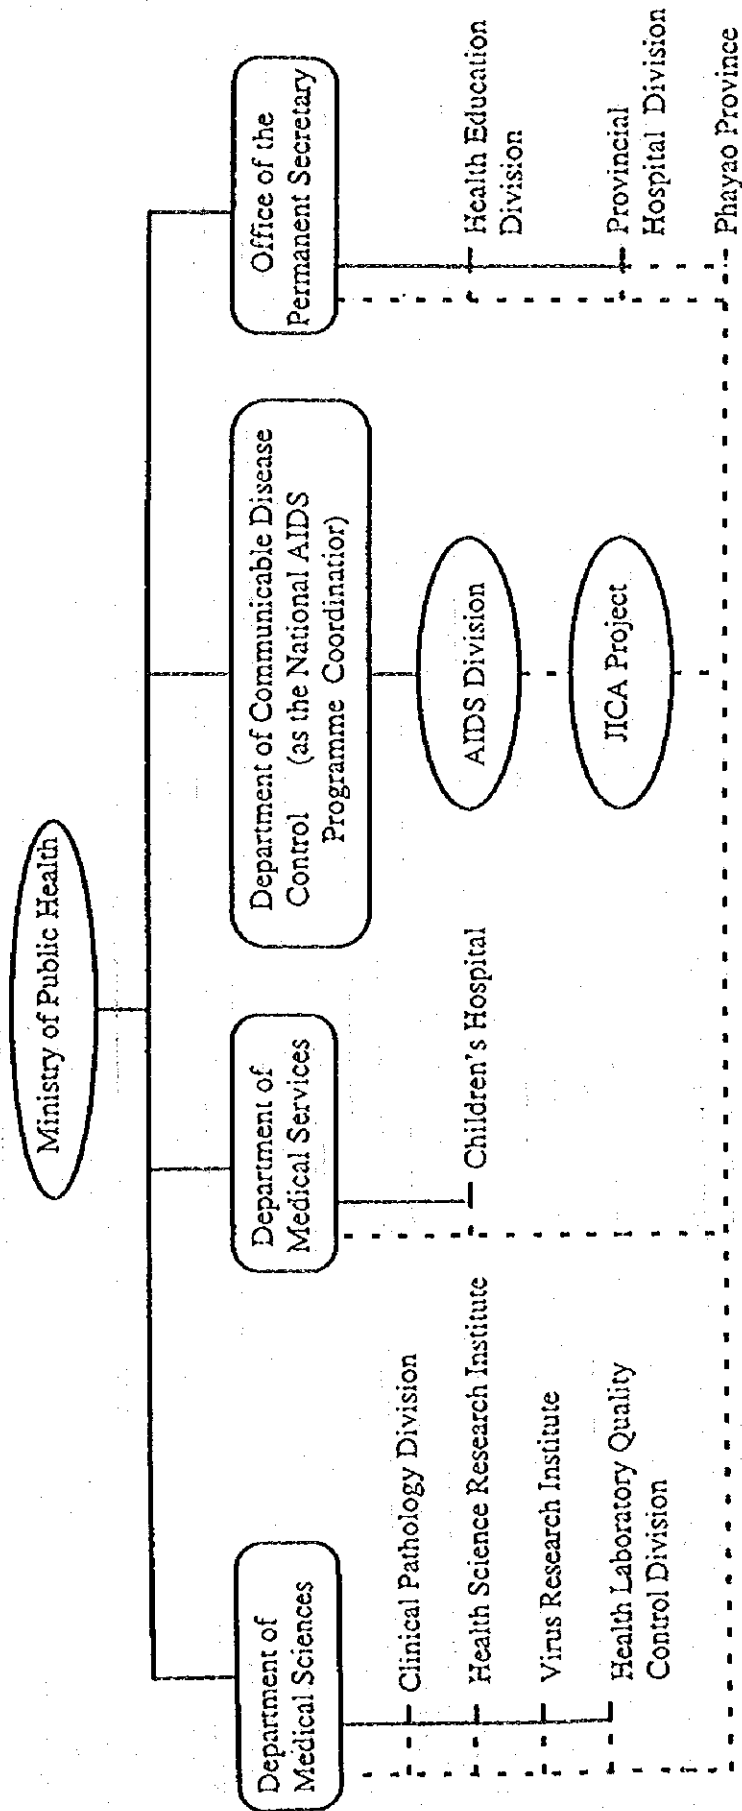 Ministry of Public Health
Department of
Medical Sciences
Clinical Pathology Division
Health Science Research Institute
Virus Research Institute
Health Laboratory Quality
Control Division
Department of
Medical Services
Children's Hospital
Department of Communicable Disease
Control (as the National AIDS
Programme Coordinatior)
AIDS Division
JICA Project
Office of the
Permanent Secretary
Health Education
Division
Provincial
Hospital Division
Phayao Province